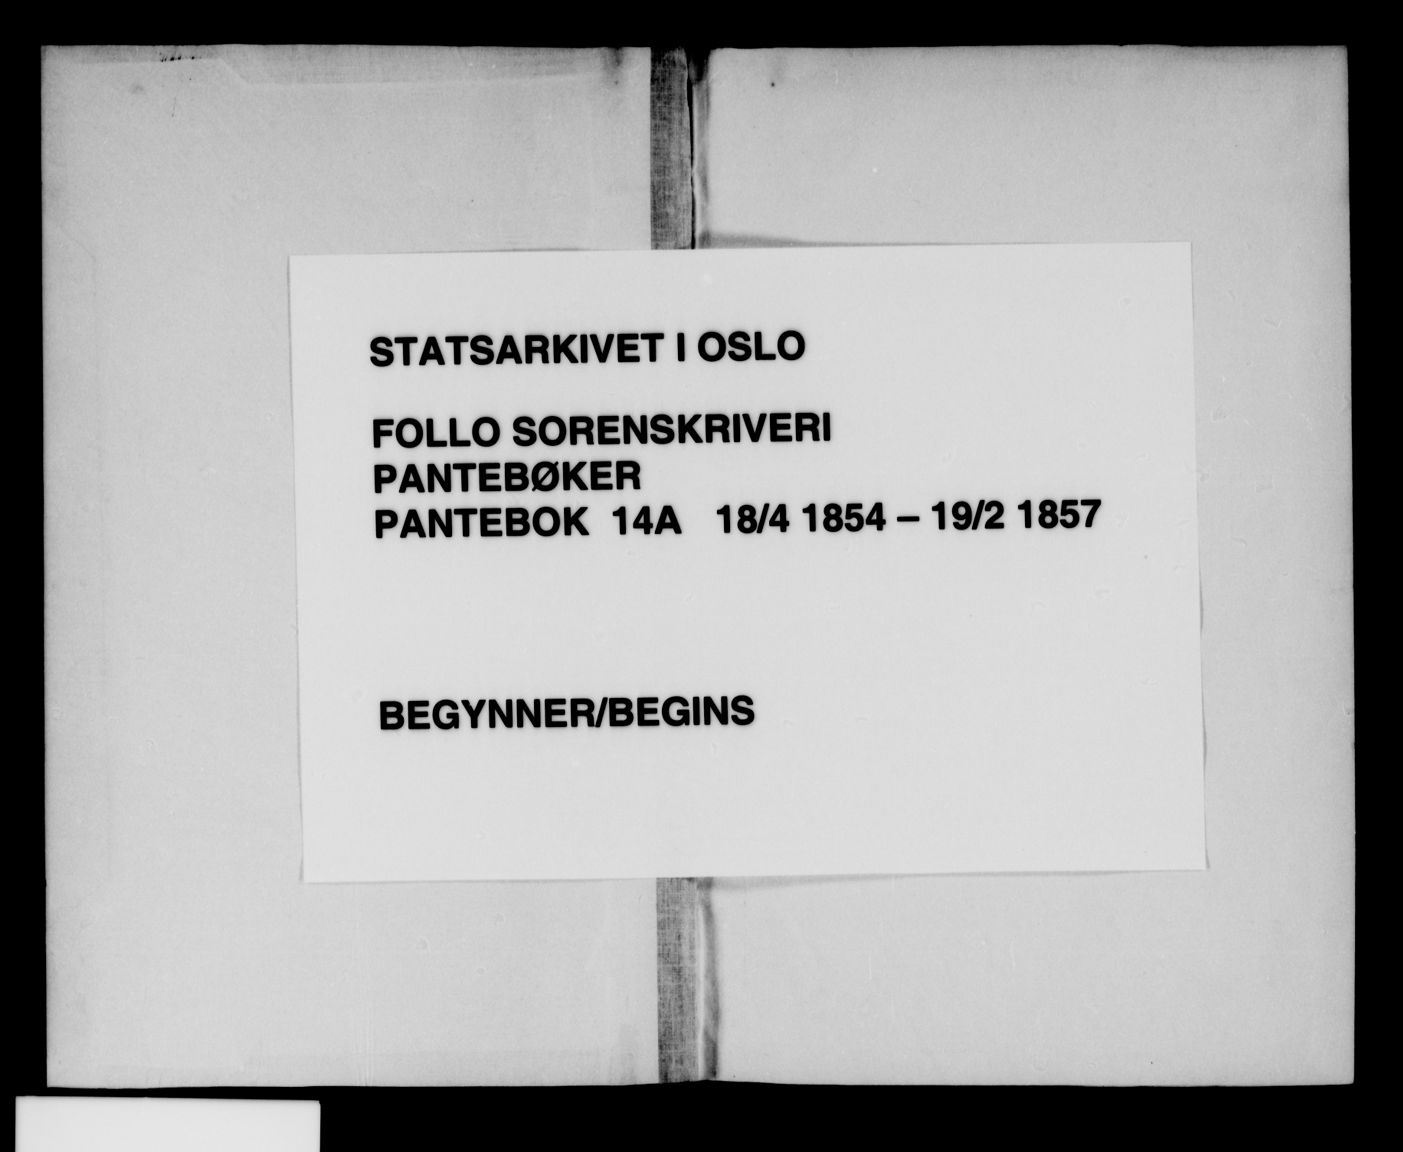 STATSARKIVET I OSLO
FOLLO SORENSKRIVERI
PANTEBØKER
PANTEBOK 14A 18/4 1854 – 19/2 1857
BEGYNNER/BEGINS